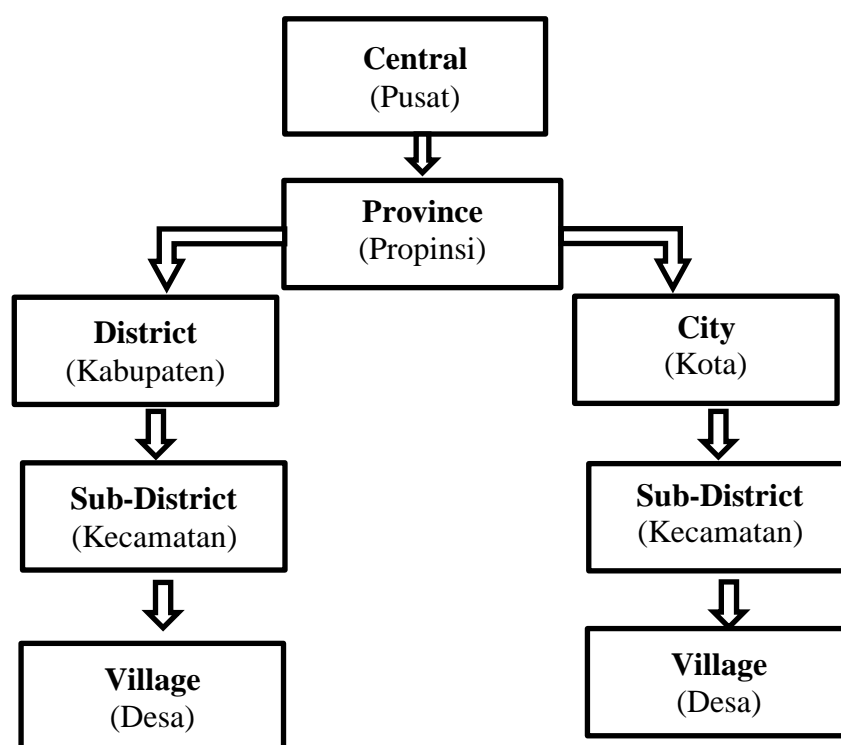 Central
(Pusat)
Province
(Propinsi)
District
(Kabupaten)
City
(Kota)
Sub-District
(Kecamatan)
Sub-District
(Kecamatan)
Village
(Desa)
Village
(Desa)